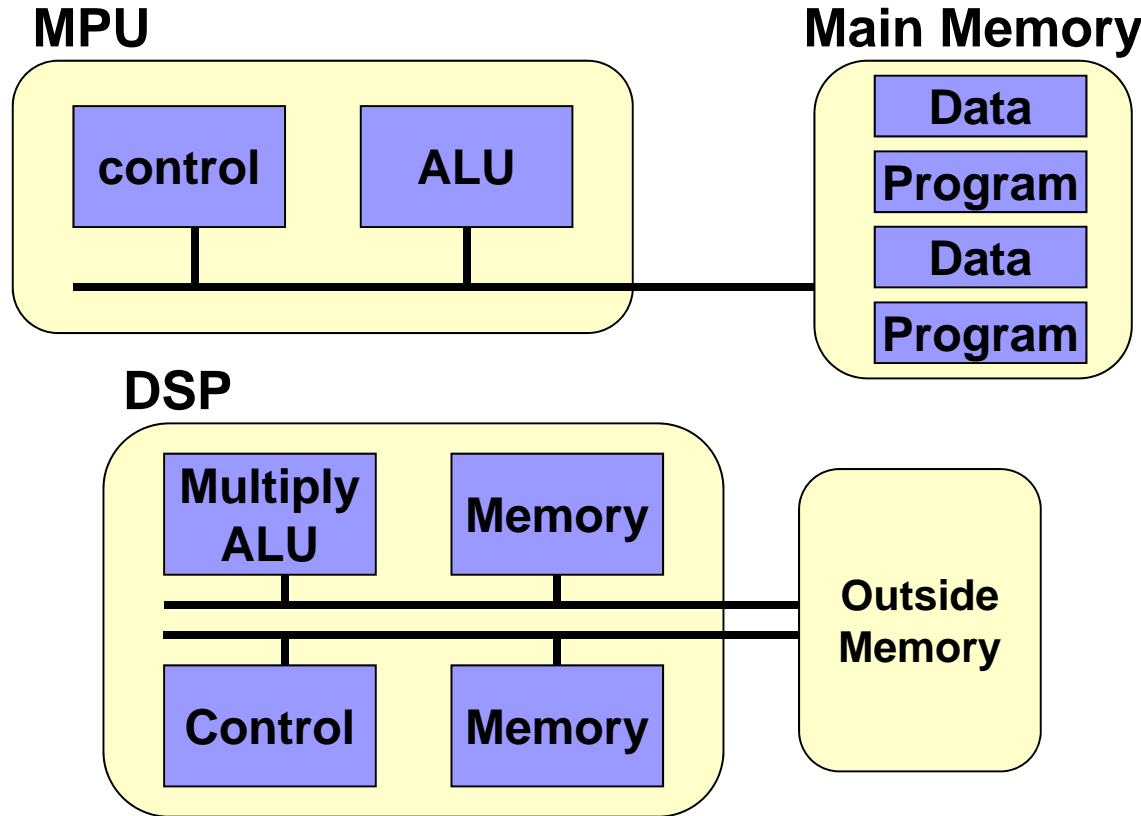 MPU
Main Memory
control
ALU
Data
Program
Data
Program
DSP
Multiply
ALU
Memory
Control
Memory
Outside
Memory